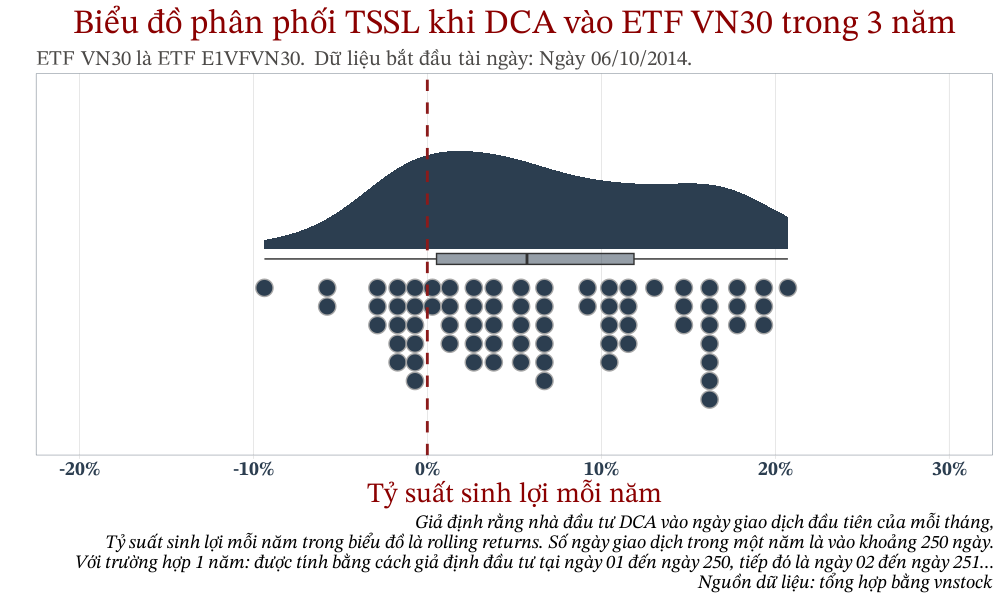 Biểu đồ phân phối TSSL khi DCA vào ETF VN30 trong 3 năm
ETF VN30 là ETF E1VFVN30. Dữ liệu bắt đầu tài ngày: Ngày 06/10/2014.
-20% -10% 0% 10% 20% 30%
Tỷ suất sinh lợi mỗi năm
Giả định rằng nhà đầu tư DCA vào ngày giao dịch đầu tiên của mỗi tháng,
Tỷ suất sinh lợi mỗi năm trong biểu đồ là rolling returns. Số ngày giao dịch trong một năm là vào khoảng 250 ngày.
Với trường hợp 1 năm: được tính bằng cách giả định đầu tư tại ngày 01 đến ngày 250, tiếp đó là ngày 02 đến ngày 251...
Nguồn dữ liệu: tổng hợp bằng vnstock